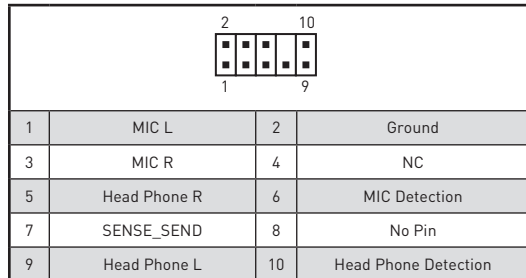 2 10
1 9
1 MIC L 2 Ground
3 MIC R 4 NC
5 Head Phone R 6 MIC Detection
7 SENSE_SEND 8 No Pin
9 Head Phone L 10 Head Phone Detection